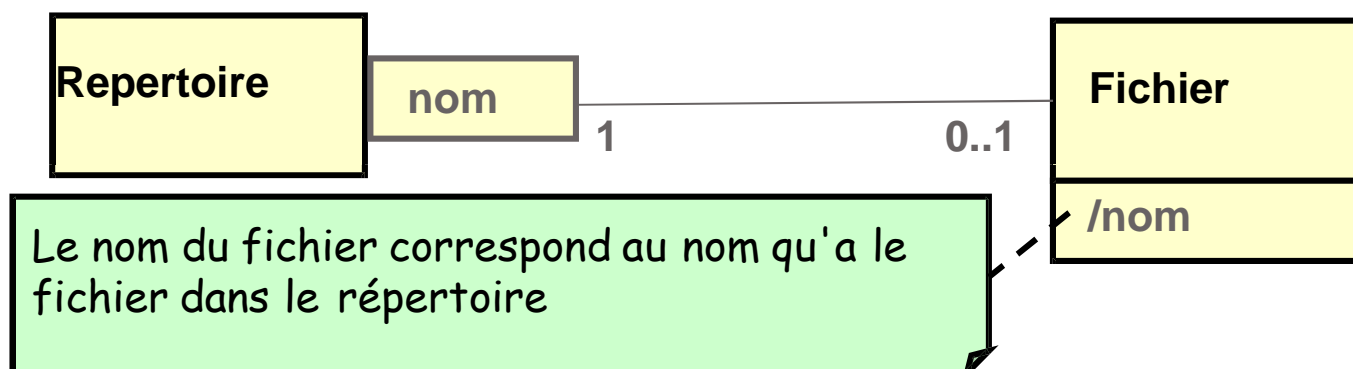 Repertoire
nom
1
0..1
Fichier
/nom
Le nom du fichier correspond au nom qu'a le
fichier dans le répertoire